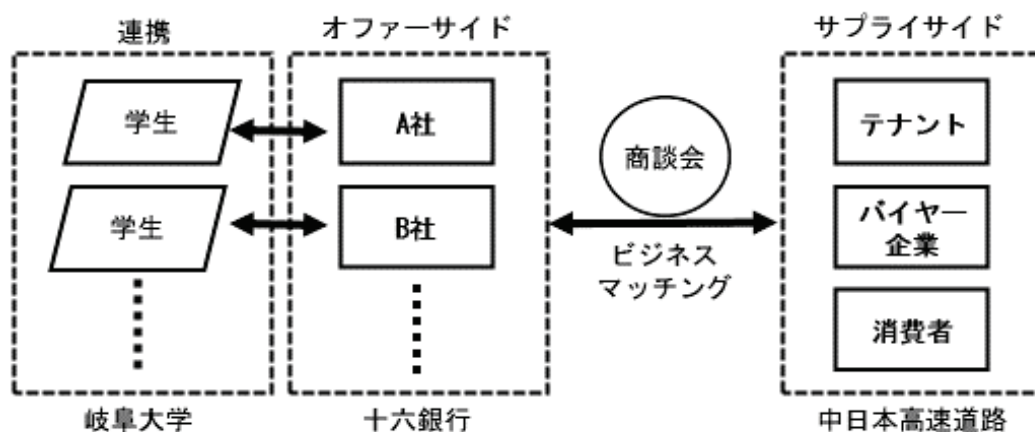 連携
オファーサイド
サプライサイド
学生
A社
商談会
テナント
学生
B社
ビジネス
マッチング
バイヤー
企業
消費者
岐阜大学
十六銀行
中日本高速道路